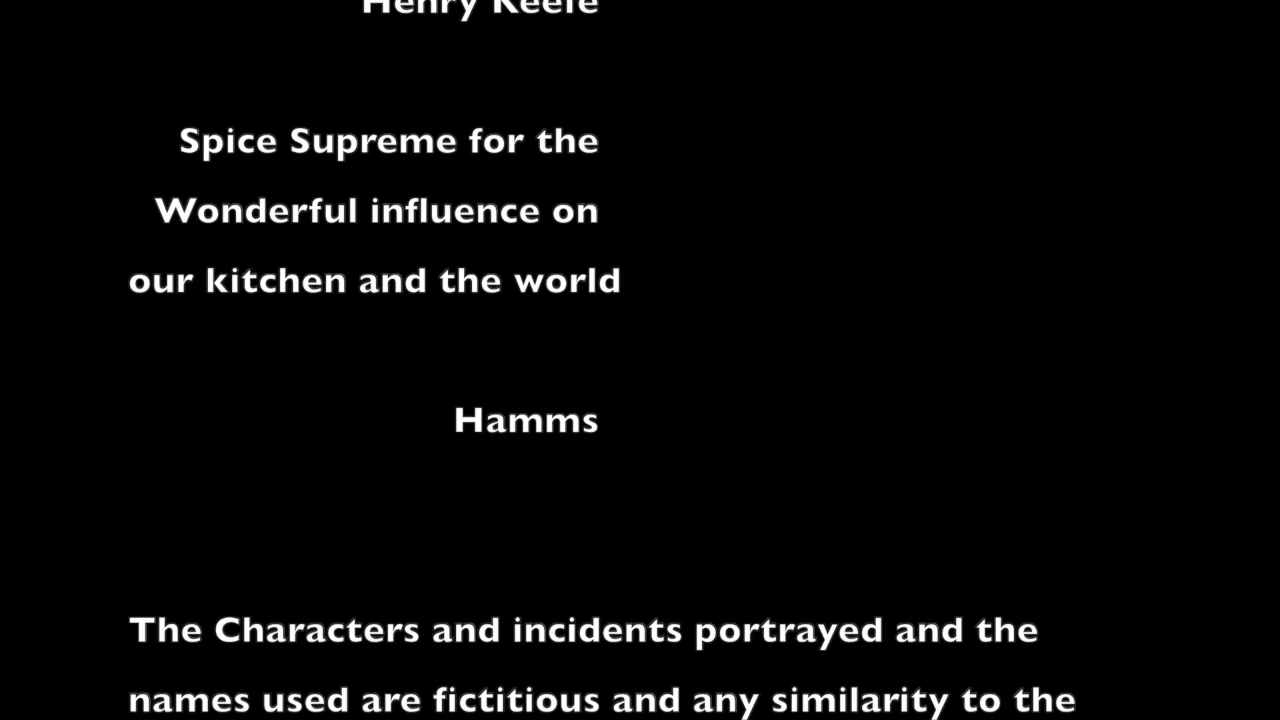 Henry Keefe
Spice Supreme for the
Wonderful influence on
our kitchen and the world
Hamms
The Characters and incidents portrayed and the
names used are fictitious and any similarity to the